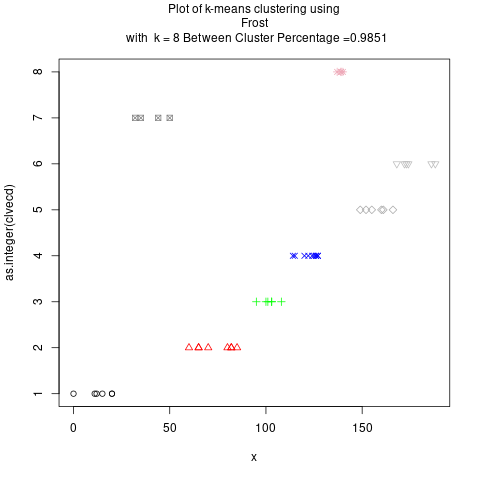 Plot of k-means clustering using
Frost
with  k = 8 Between Cluster Percentage =0.9851
as.integer(clvecd)
8
7
6
5
4
3
2
1
0 50 100 150
x